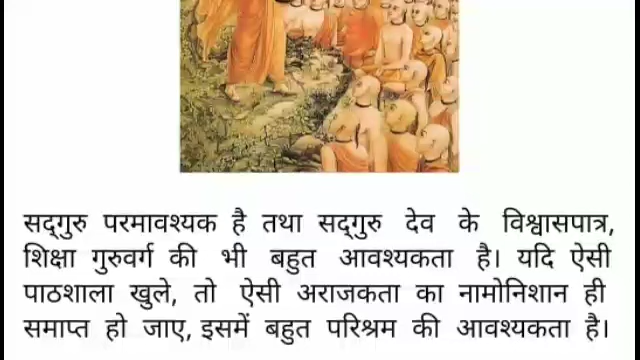 सद्गुरु परमावश्यक है तथा सद्गुरु देव के विश्वासपात्र,
शिक्षा गुरुवर्ग की भी बहुत आवश्यकता है। यदि ऐसी
पाठशाला खुले, तो ऐसी अराजकता का नामोनिशान ही
समाप्त हो जाए, इसमें बहुत परिश्रम की आवश्यकता है।